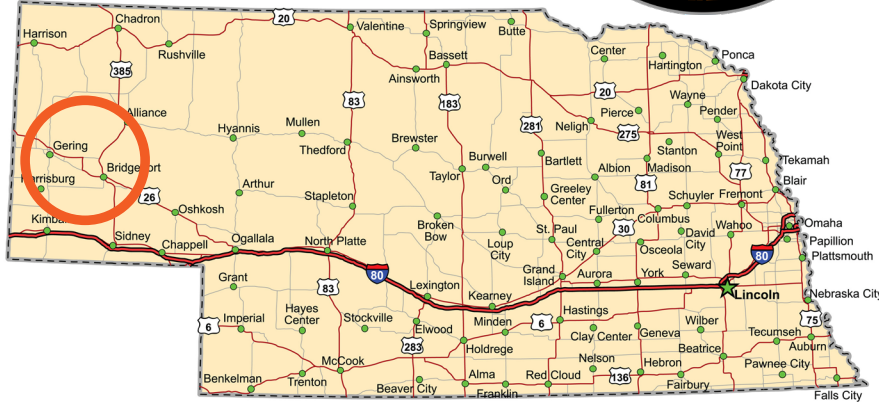 Chadron
20
Valentine
Springview
Butte
Harrison
Rushville
Bassett
Center
Hartington
Ponca
385
Ainsworth
Dakota City
83
183
20
Wayne
Alliance
281
Neligh
Pierce
275
Pender
Hyannis
Mullen
Thedford
Brewster
Stanton
West
Point
Gering
Bridgeport
Taylor
Burwell
Bartlett
Albion
Madison
77
Tekamah
Harrisburg
26
Arthur
Ord
Greeley
Center
81
Schuyler
Fremont
Blair
Oshkosh
Stapleton
Broken
Bow
Fullerton
Columbus
Kimball
Sidney
Chappell
Ogallala
North Platte
Loup
City
St. Paul
Central
City
30
Osceola
David
City
Wahoo
Omaha
Papillion
Plattsmouth
80
80
Grant
83
Lexington
Kearney
Grand
Island
Aurora
York
Seward
Lincoln
Nebraska City
6
Imperial
Hayes
Center
Stockville
Elwood
Minden
6
Hastings
Clay Center
Geneva
Wilber
75
Tecumseh
Auburn
283
Holdrege
McCook
Nelson
Hebron
Beatrice
Pawnee City
Benkelman
Trenton
Beaver City
Alma
Franklin
Red Cloud
136
Fairbury
Falls City